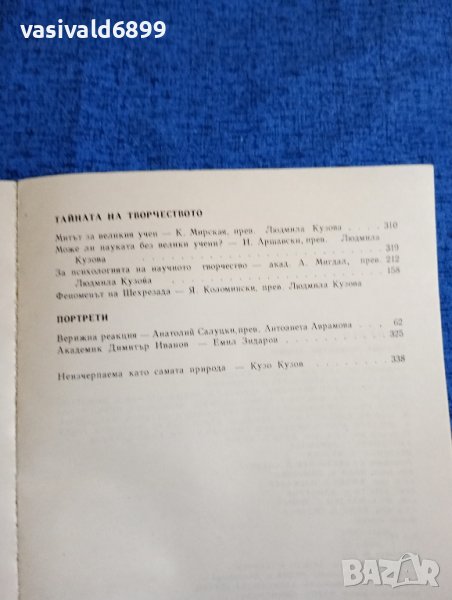 vasivald6899
ТАЙНАТА НА ТВОРЧЕСТВОТО
Митът за великия учен — К. Мирская, прев. Людмила Кузова . . . . . 310
Може ли науката без велики учени? — И. Аршавски, прев. Людмила
Кузова . . . . . . . . . . . . . . . . . . . . 319
За психологията на научното творчество — акад. А. Мигдал, прев. 212
Людмила Кузова . . . . . . . . . . . . . . . . . 158
Феноменът на Шехрезада — Я. Коломински, прев. Людмила Кузова
ПОРТРЕТИ
Верижна реакция — Анатолий Салуцки, прев. Антоанета Аврамова . . . . 62
Академик Димитър Иванов — Емил Зидаров . . . . . . . . . 325
Неизчерпаема като самата природа — Кузо Кузов . . . . . . . . 338
BAZAR